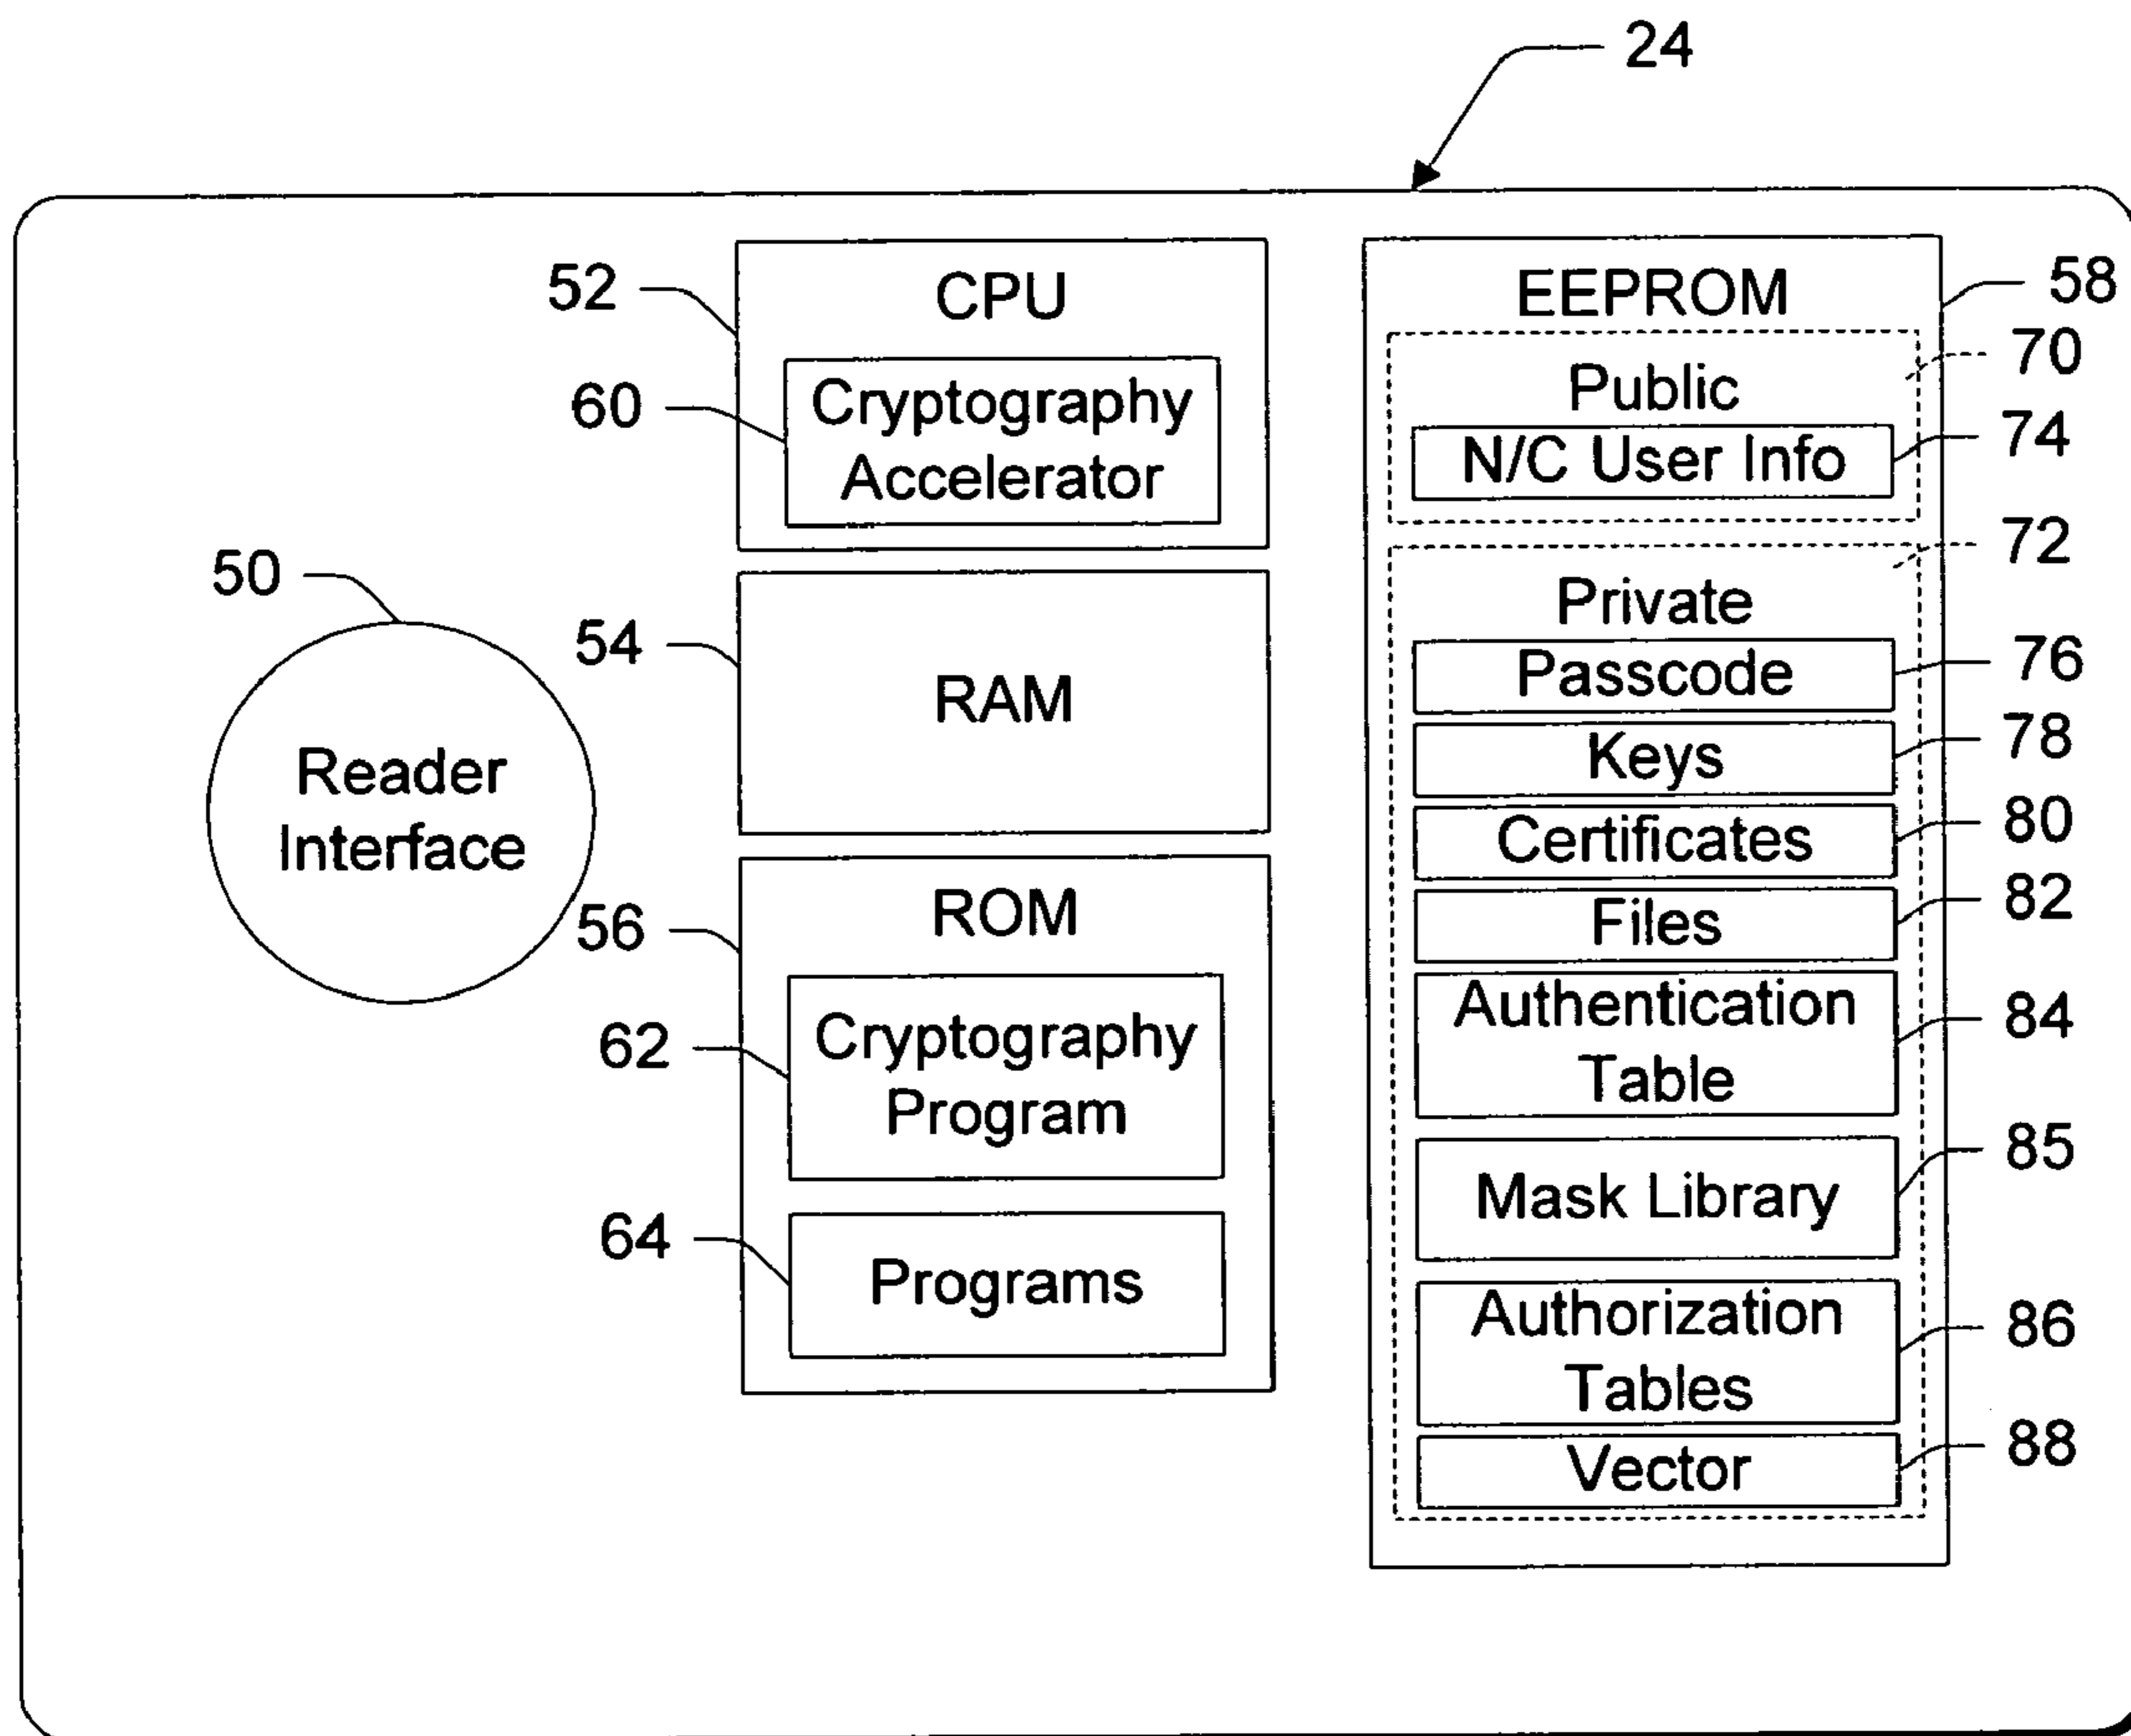 24
52
CPU
60
Cryptography
Accelerator
50
Reader
Interface
54
RAM
56
ROM
62
Cryptography
Program
64
Programs
EEPROM
58
Public
70
N/C User Info
74
Private
72
Passcode
76
Keys
78
Certificates
80
Files
82
Authentication
Table
84
Mask Library
85
Authorization
Tables
86
Vector
88